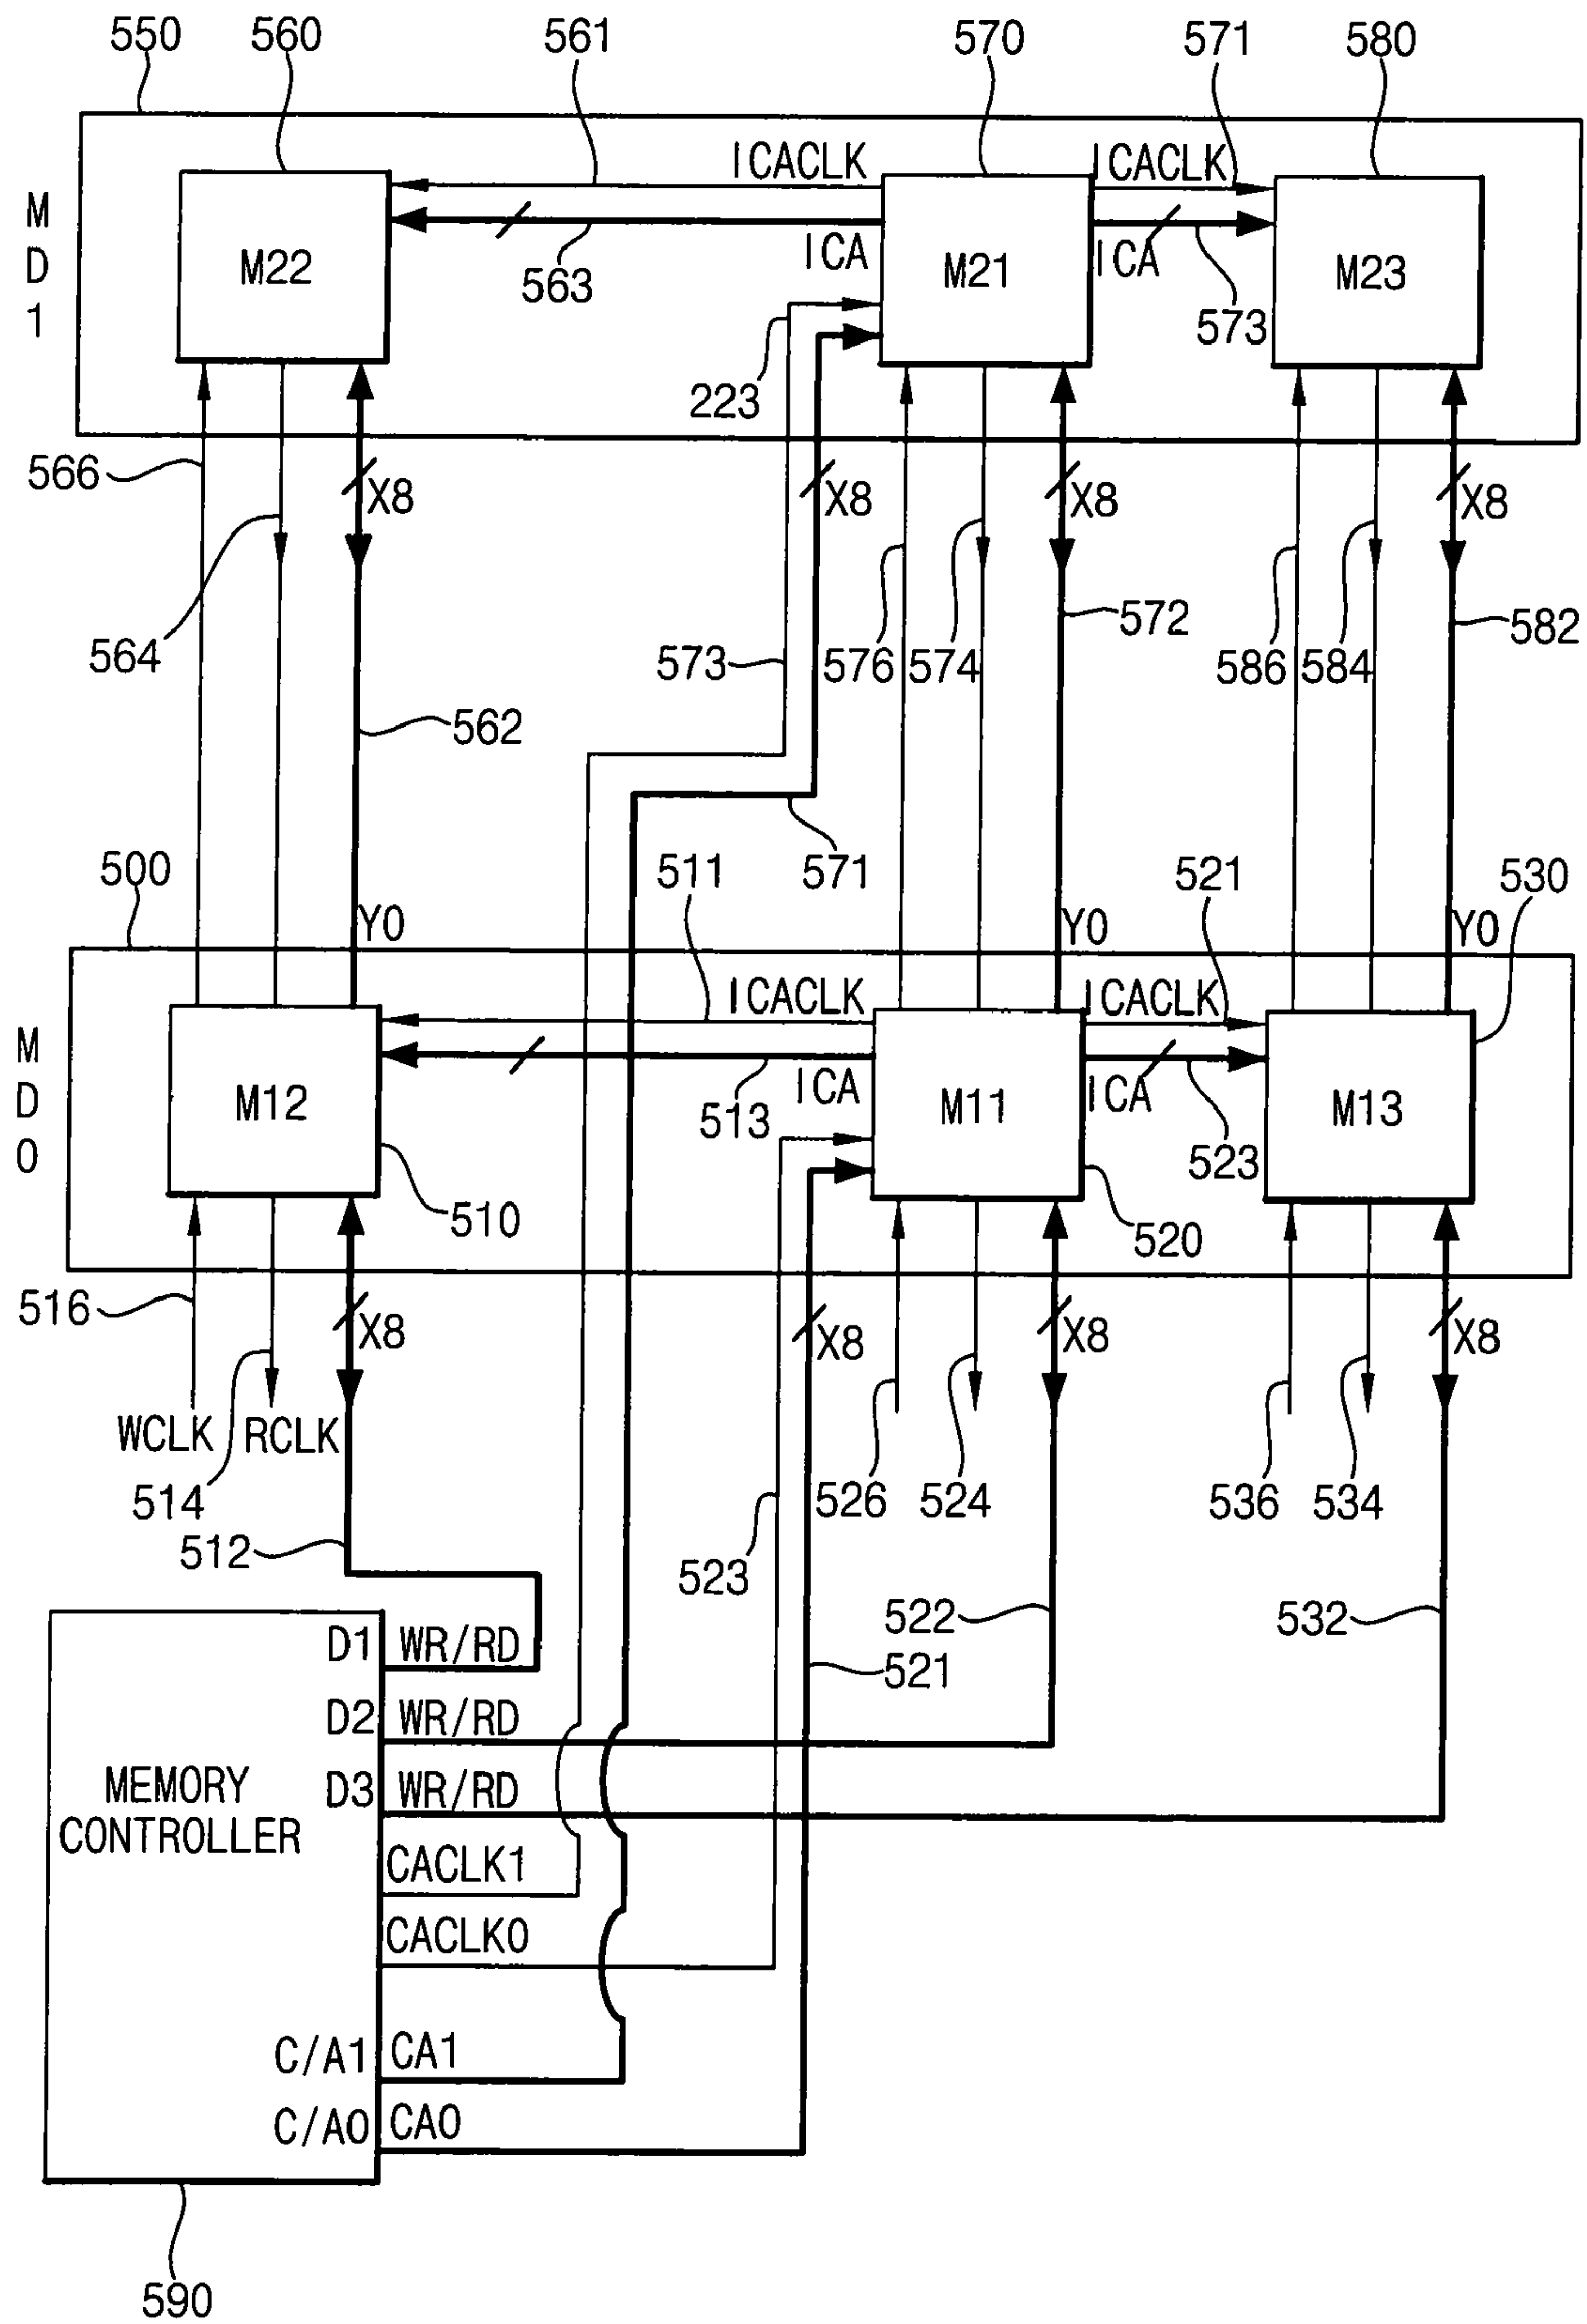 550 560 561 570 571 580
ICACLK ICACLK
M
D
1
M22 M21 M23
ICA ICA
563 573
223
566 X8 X8 X8 X8
564 573 576 574 572 586 584 582
562
571
500 511 521 530
Y0 Y0 Y0
ICACLK ICACLK
M
D
0
M12 M11 M13
ICA ICA
513 523
510 520
516 X8 X8 X8 X8
WCLK RCLK
514 526 524 536 534
512 523
522 532
521
D1 WR/RD
D2 WR/RD
D3 WR/RD
MEMORY
CONTROLLER
CACLK1
CACLK0
C/A1 CA1
C/A0 CA0
590